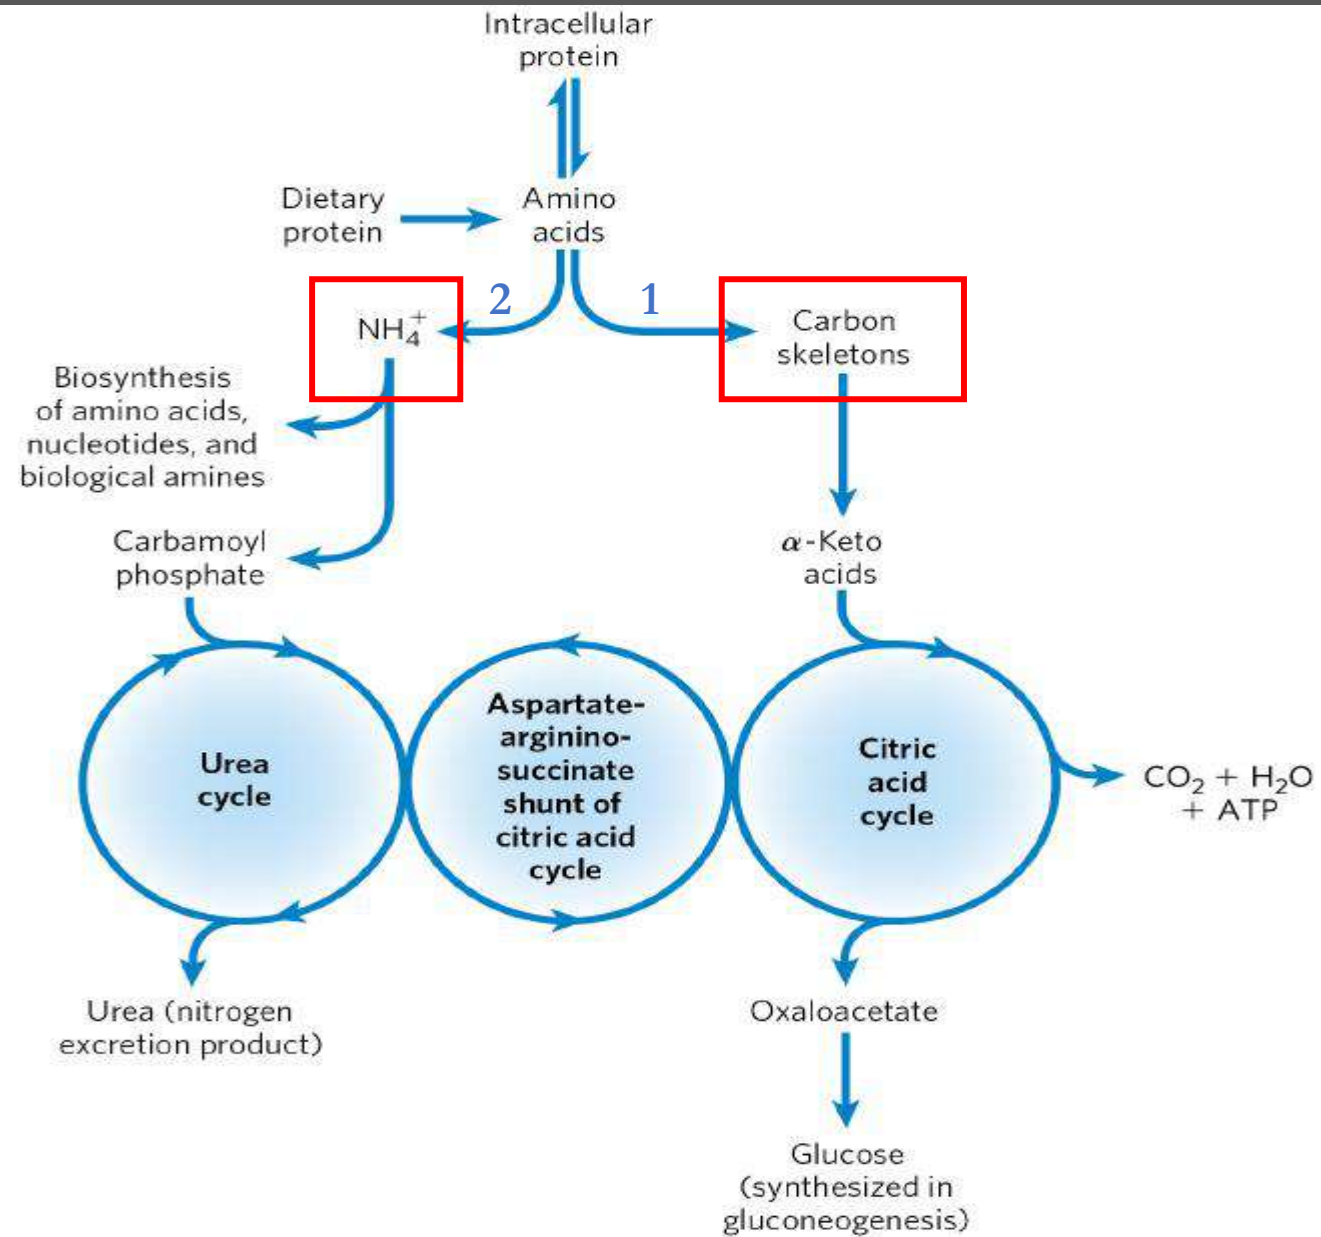 Intracellular
protein
Dietary
protein
Amino
acids
2
1
NH₄⁺
Carbon
skeletons
Biosynthesis
of amino acids,
nucleotides, and
biological amines
Carbamoyl
phosphate
α-Keto
acids
Urea
cycle
Aspartate-
arginino-
succinate
shunt of
citric acid
cycle
Citric
acid
cycle
CO₂ + H₂O
+ ATP
Urea (nitrogen
excretion product)
Oxaloacetate
Glucose
(synthesized in
gluconeogenesis)